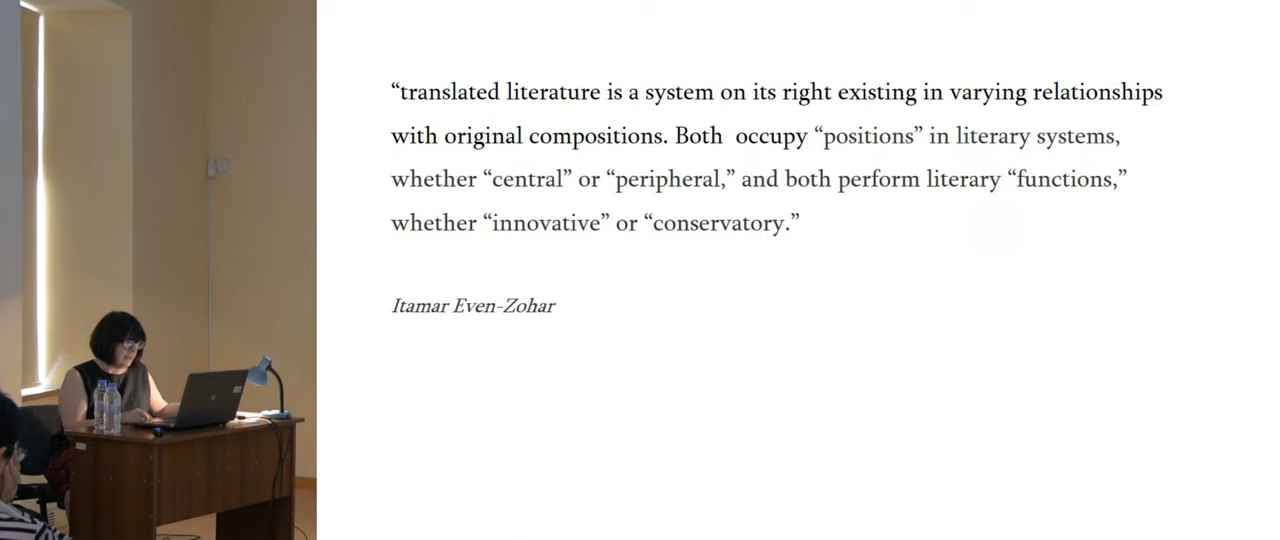 “translated literature is a system on its right existing in varying relationships
with original compositions. Both  occupy “positions” in literary systems,
whether “central” or “peripheral,” and both perform literary “functions,”
whether “innovative” or “conservatory.”
Itamar Even-Zohar